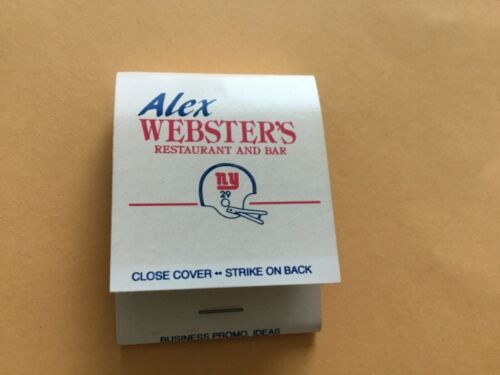 Alex
WEBSTER'S
RESTAURANT AND BAR
ny
29
CLOSE COVER •• STRIKE ON BACK
BUSINESS PROMO. IDEAS